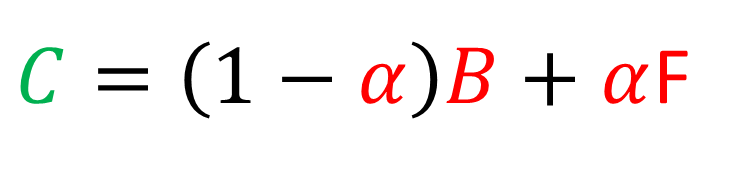 C = (1 − α)B + αF